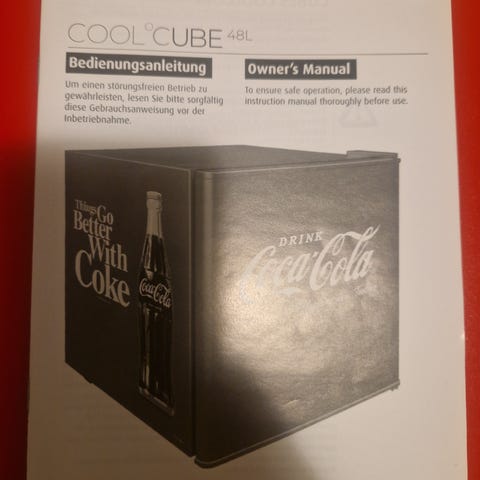 COOL°CUBE 48L
Bedienungsanleitung
Um einen störungsfreien Betrieb zu
gewährleisten, lesen Sie bitte sorgfältig
diese Gebrauchsanweisung vor der
Inbetriebnahme.
Owner's Manual
To ensure safe operation, please read this
instruction manual thoroughly before use.
Things Go
Better
With
Coke
Coca-Cola
DRINK
Coca-Cola